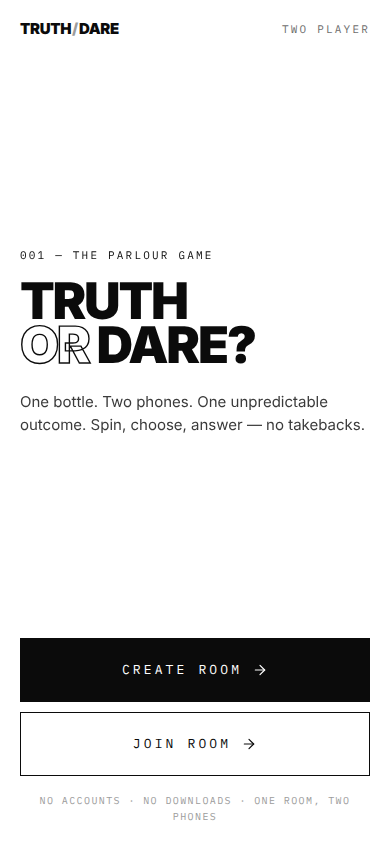 TRUTH/DARE
TWO PLAYER
001 — THE PARLOUR GAME
TRUTH
OR DARE?
One bottle. Two phones. One unpredictable
outcome. Spin, choose, answer — no takebacks.
CREATE ROOM →
JOIN ROOM →
NO ACCOUNTS · NO DOWNLOADS · ONE ROOM, TWO
PHONES